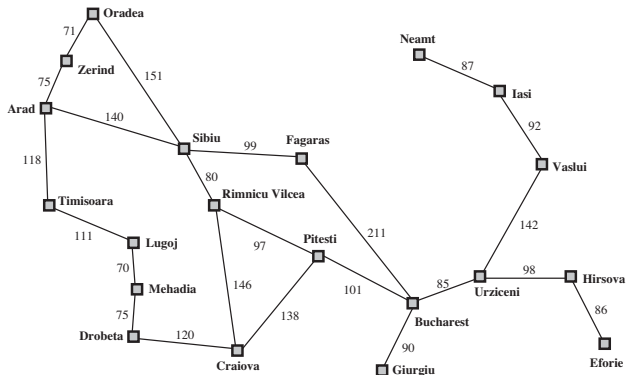 Oradea
71
Neamt
87
Zerind
151
75
Iasi
Arad
140
92
Sibiu
99
Fagaras
118
Vaslui
80
Rimnicu Vilcea
Timisoara
142
111
211
Lugoj
97
Pitesti
70
98
Hirsova
146
85
Urziceni
Mehadia
101
86
75
138
Bucharest
Drobeta
120
90
Craiova
Giurgiu
Eforie